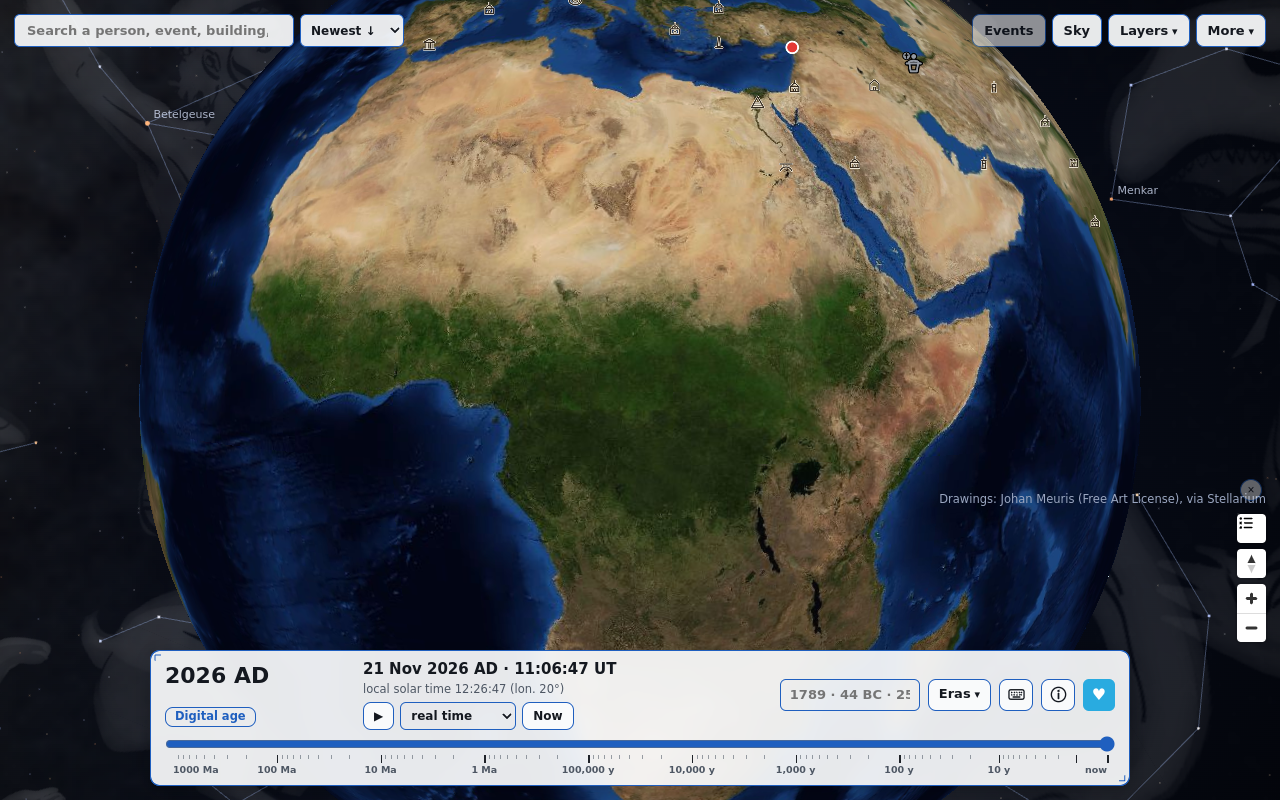 Search a person, event, building,
Newest ↓
Events
Sky
Layers ▾
More ▾
Betelgeuse
Menkar
Drawings: Johan Meuris (Free Art License), via Stellarium
2026 AD
Digital age
21 Nov 2026 AD · 11:06:47 UT
local solar time 12:26:47 (lon. 20°)
real time
Now
1789 · 44 BC · 25
Eras ▾
1000 Ma
100 Ma
10 Ma
1 Ma
100,000 y
10,000 y
1,000 y
100 y
10 y
now